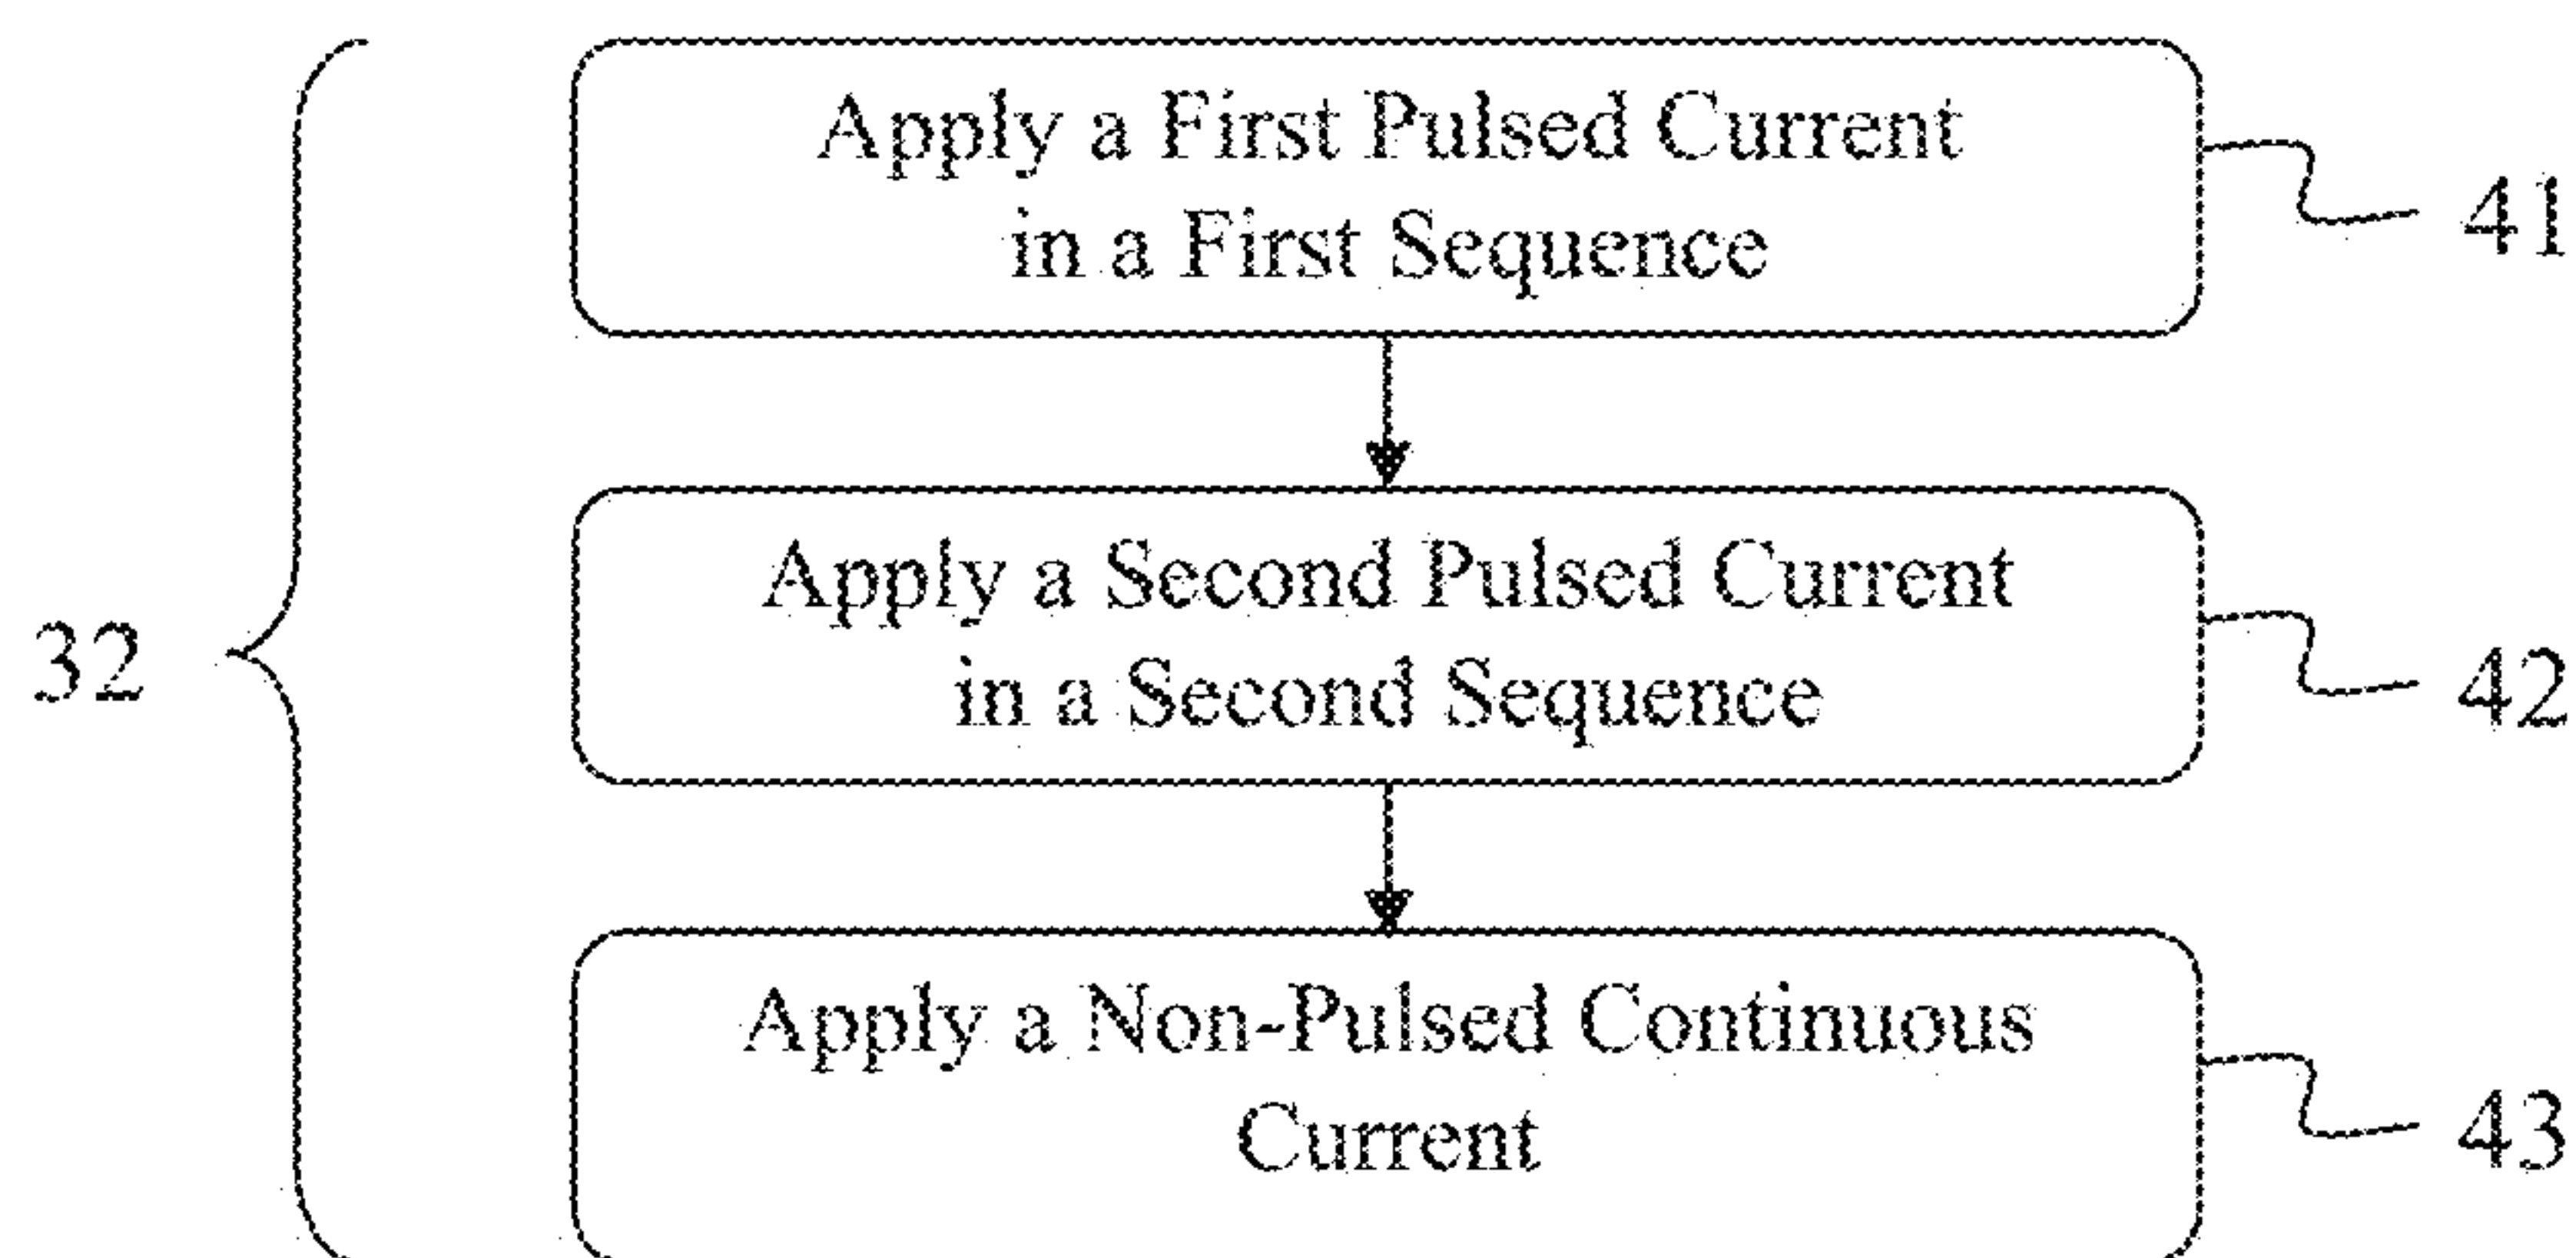 Apply a First Pulsed Current
in a First Sequence
41
Apply a Second Pulsed Current
in a Second Sequence
32
42
Apply a Non-Pulsed Continuous
Current
43